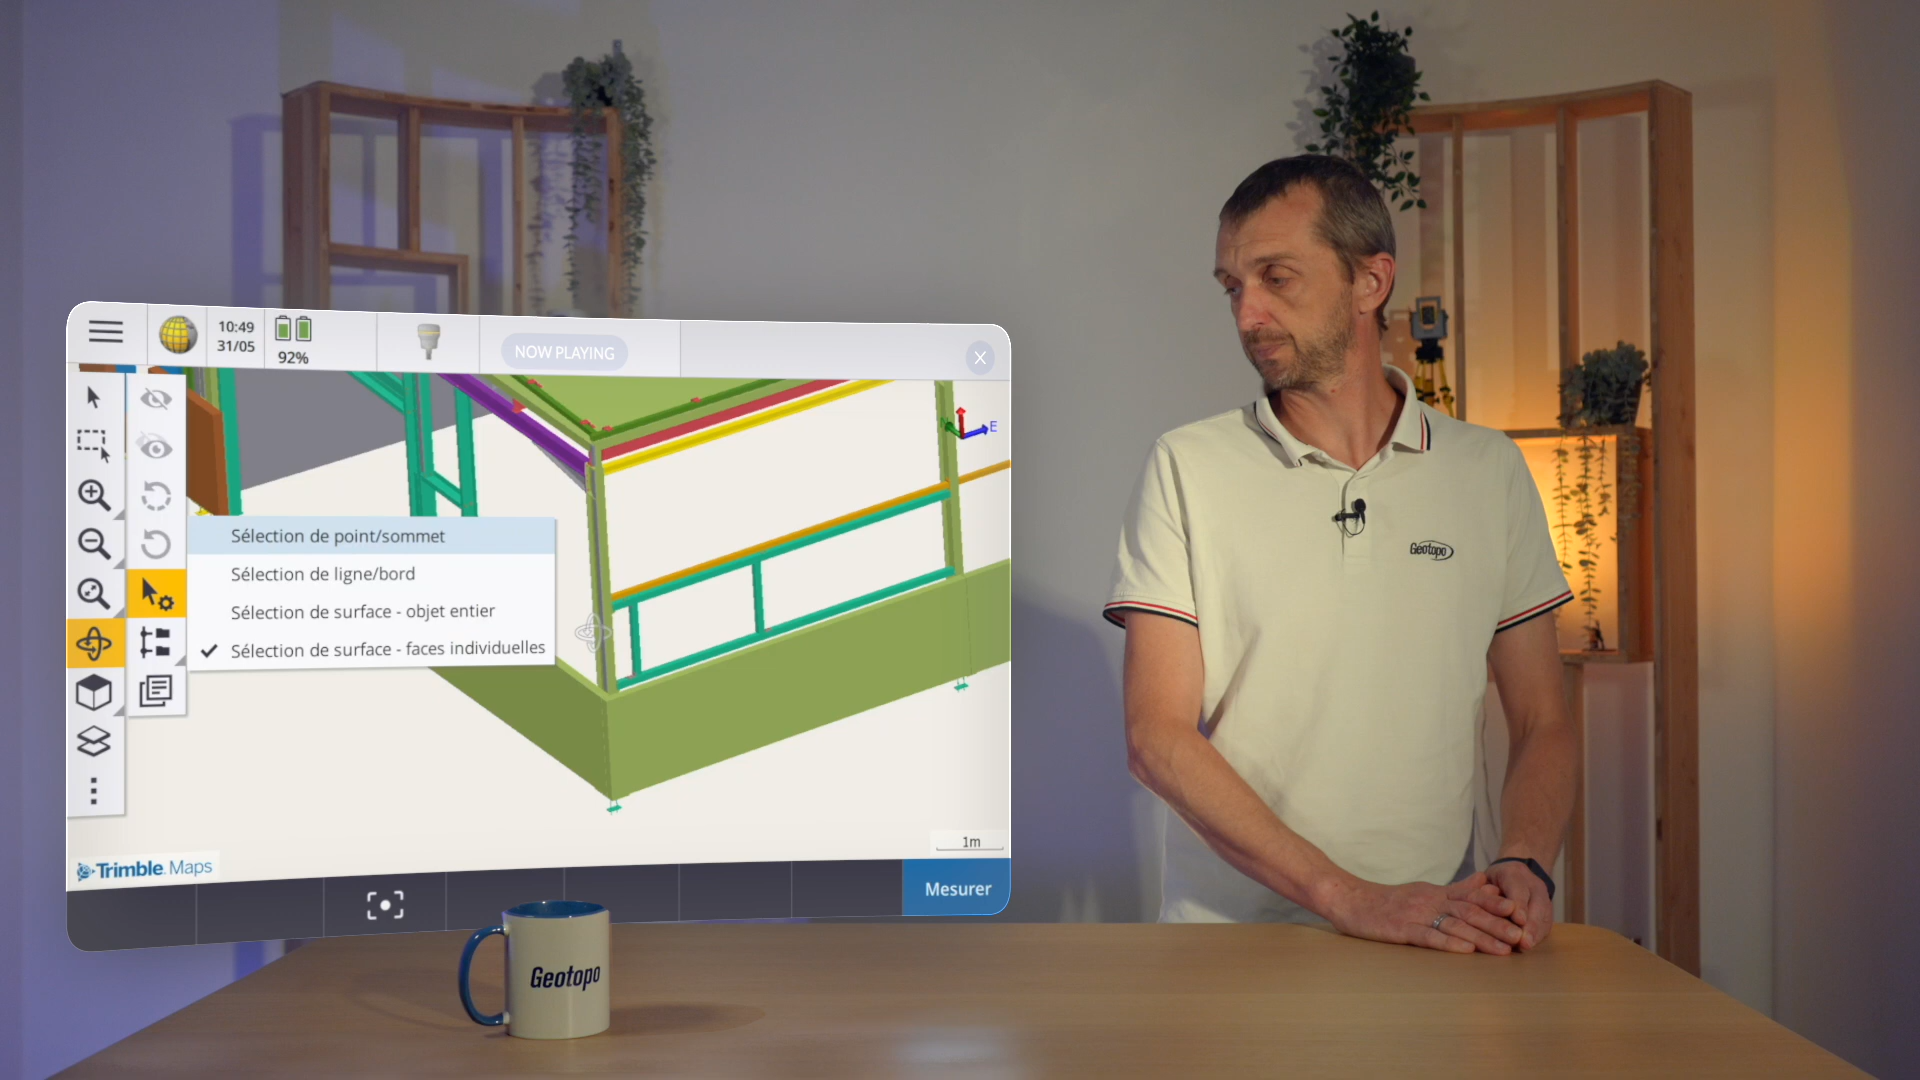 10:49
31/05
92%
NOW PLAYING
X
E
Sélection de point/sommet
Sélection de ligne/bord
Sélection de surface - objet entier
Sélection de surface - faces individuelles
1m
Trimble. Maps
Mesurer
Geotopo
Geotopo